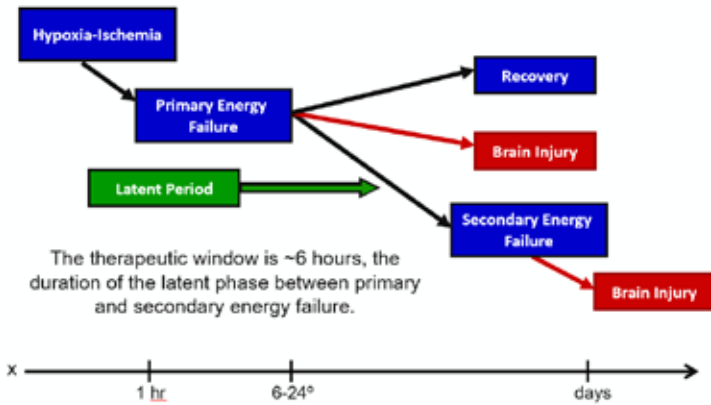 Hypoxia-Ischemia
Primary Energy
Failure
Recovery
Brain Injury
Latent Period
Secondary Energy
Failure
Brain Injury
The therapeutic window is ~6 hours, the
duration of the latent phase between primary
and secondary energy failure.
x
1 hr
6-24º
days